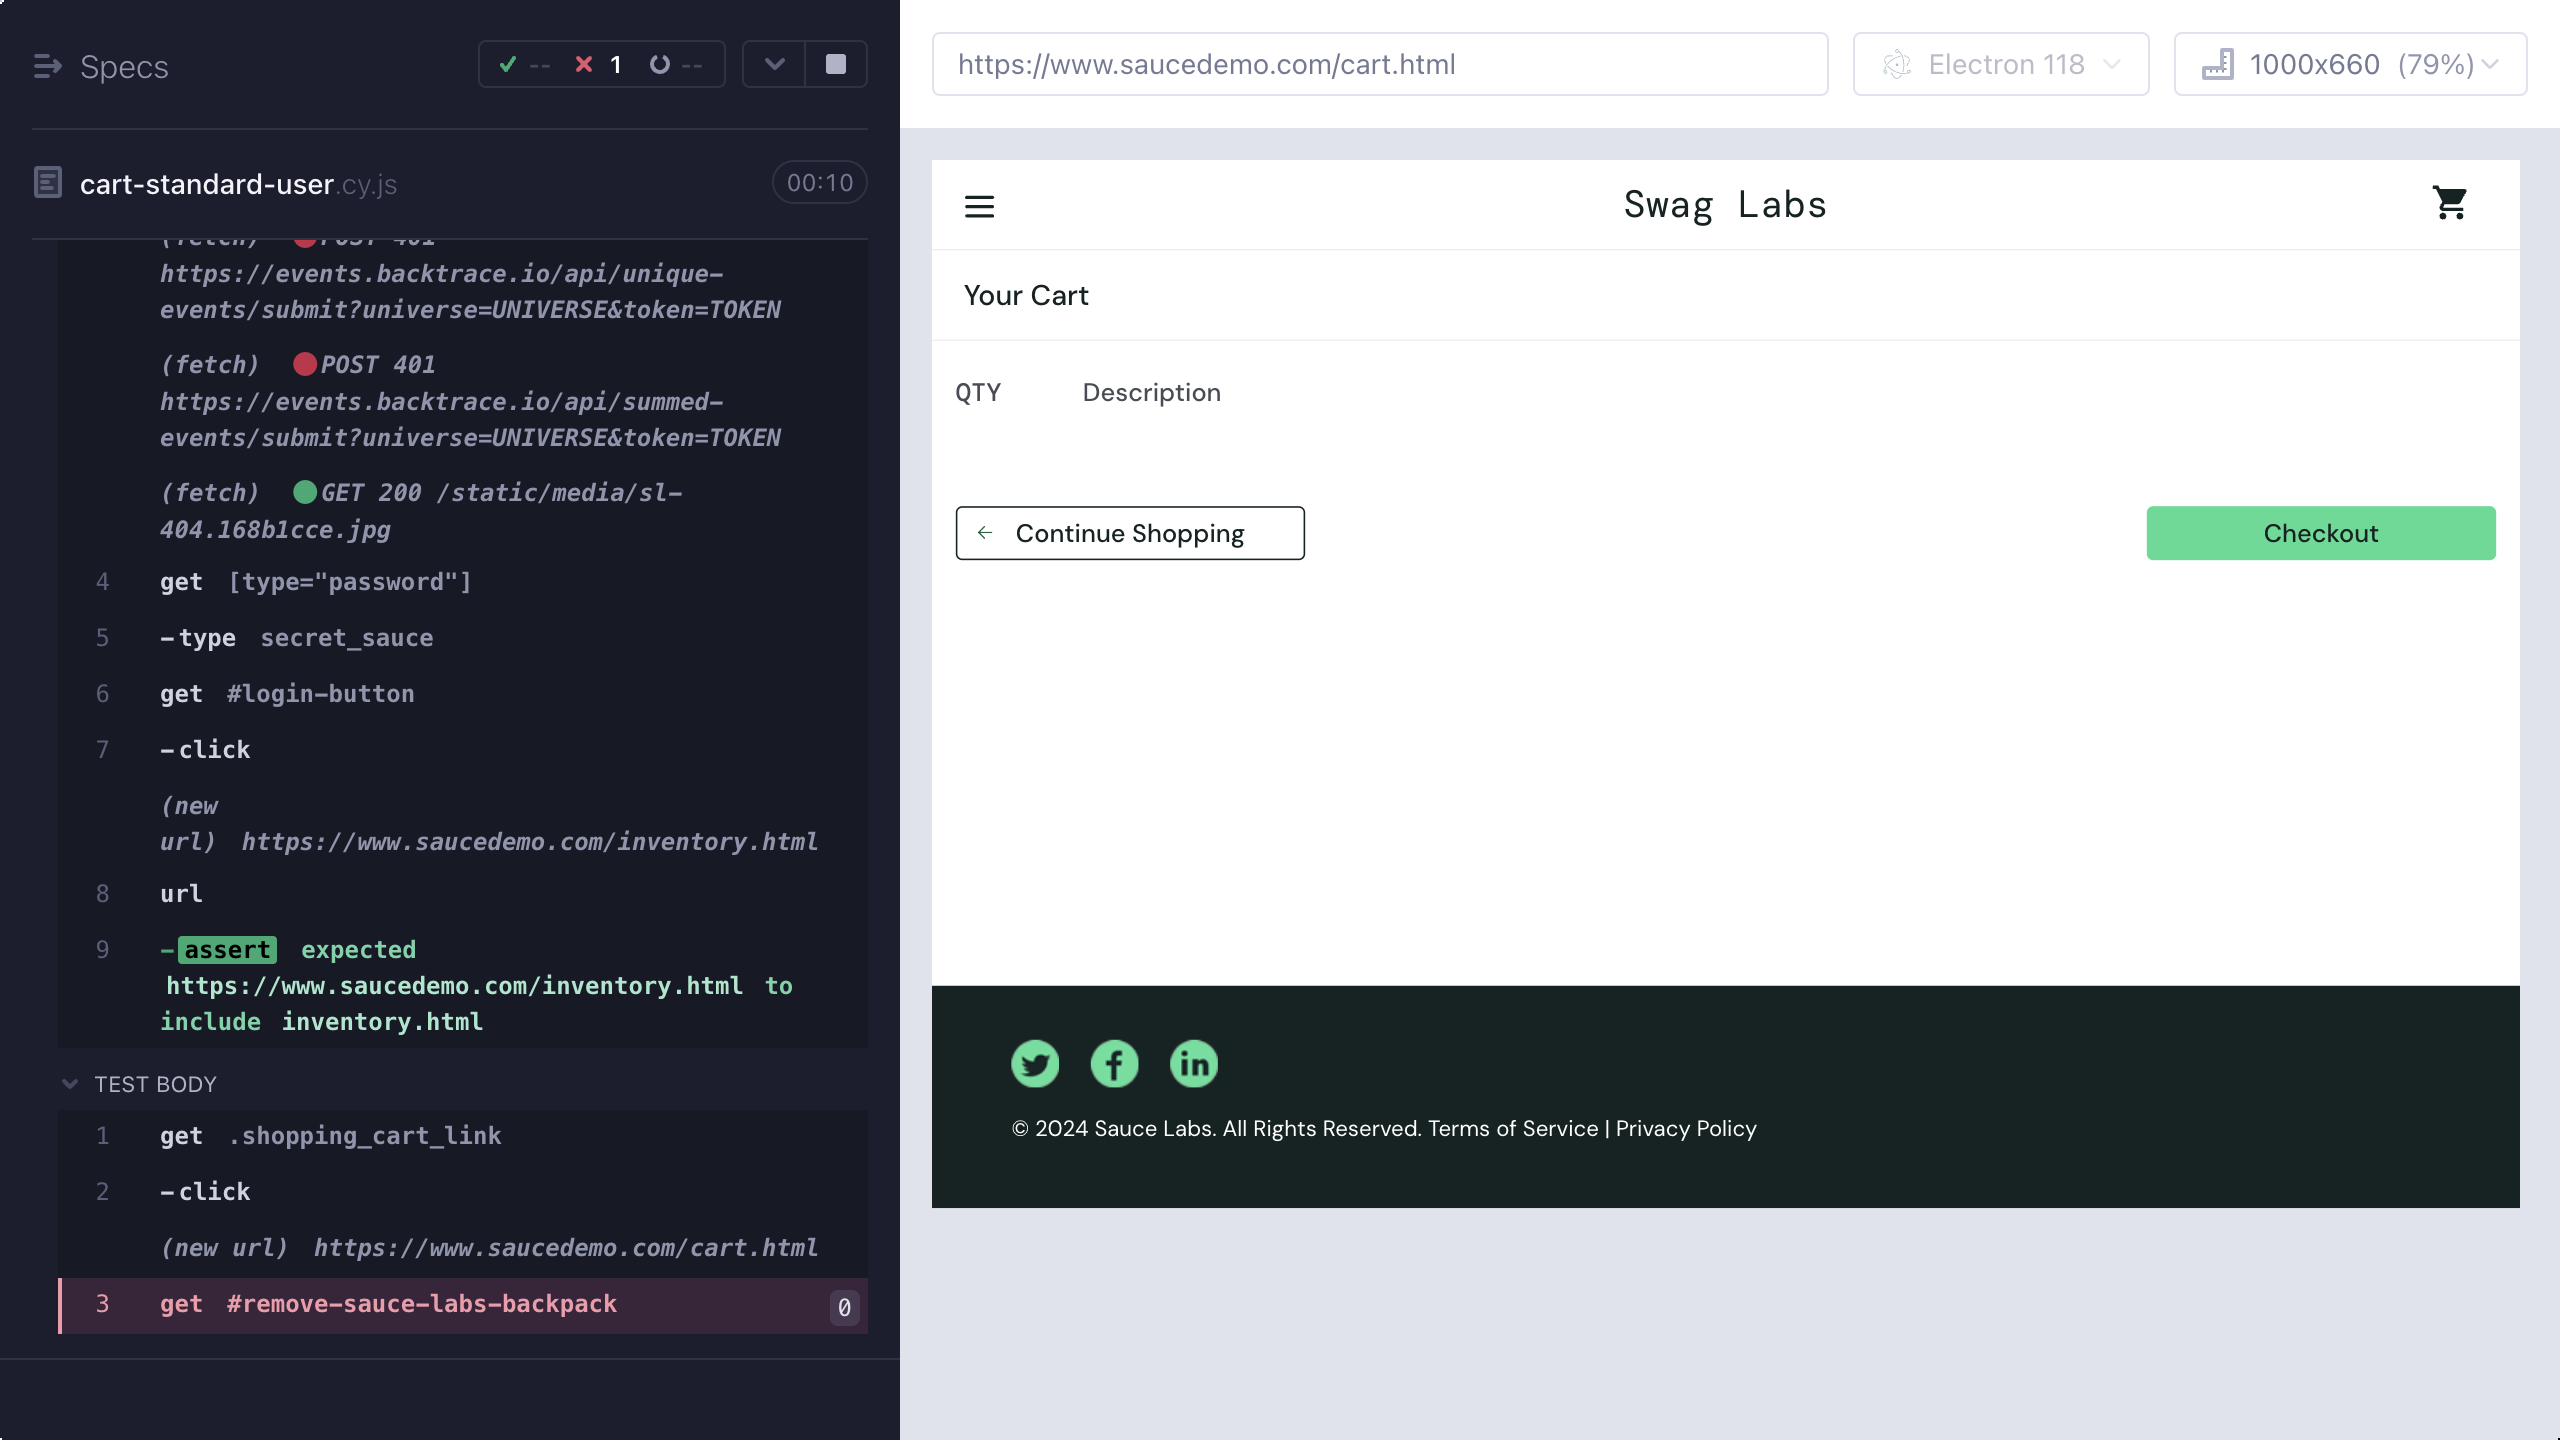 Specs
--
1
--
cart-standard-user.cy.js
00:10
(fetch) POST 401
https://events.backtrace.io/api/unique-
events/submit?universe=UNIVERSE&token=TOKEN
(fetch) POST 401
https://events.backtrace.io/api/summed-
events/submit?universe=UNIVERSE&token=TOKEN
(fetch) GET 200 /static/media/sl-
404.168b1cce.jpg
4 get [type="password"]
5 -type secret_sauce
6 get #login-button
7 -click
(new
url) https://www.saucedemo.com/inventory.html
8 url
9 -assert expected
https://www.saucedemo.com/inventory.html to
include inventory.html
TEST BODY
1 get .shopping_cart_link
2 -click
(new url) https://www.saucedemo.com/cart.html
3 get #remove-sauce-labs-backpack 0
https://www.saucedemo.com/cart.html
Electron 118
1000x660 (79%)
Swag Labs
Your Cart
QTY Description
Continue Shopping
Checkout
© 2024 Sauce Labs. All Rights Reserved. Terms of Service | Privacy Policy